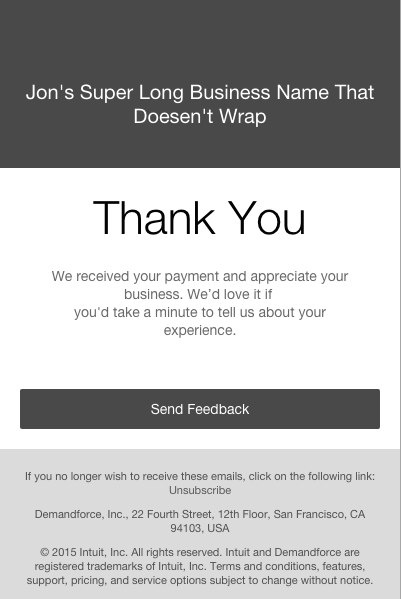 Jon's Super Long Business Name That
Doesen't Wrap
Thank You
We received your payment and appreciate your
business. We’d love it if
you'd take a minute to tell us about your
experience.
Send Feedback
If you no longer wish to receive these emails, click on the following link:
Unsubscribe
Demandforce, Inc., 22 Fourth Street, 12th Floor, San Francisco, CA
94103, USA
© 2015 Intuit, Inc. All rights reserved. Intuit and Demandforce are
registered trademarks of Intuit, Inc. Terms and conditions, features,
support, pricing, and service options subject to change without notice.